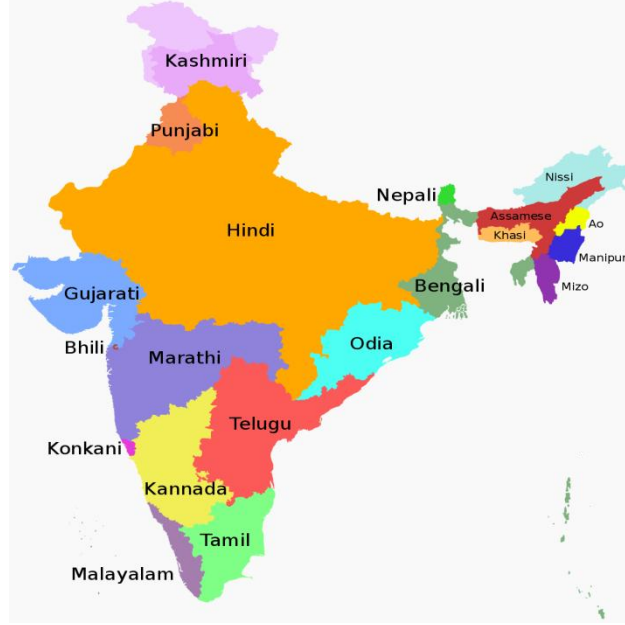 Kashmiri
Punjabi
Nissi
Nepali
Assamese
Ao
Hindi
Khasi
Manipur
Bengali
Mizo
Gujarati
Odia
Bhili
Marathi
Telugu
Konkani
Kannada
Tamil
Malayalam